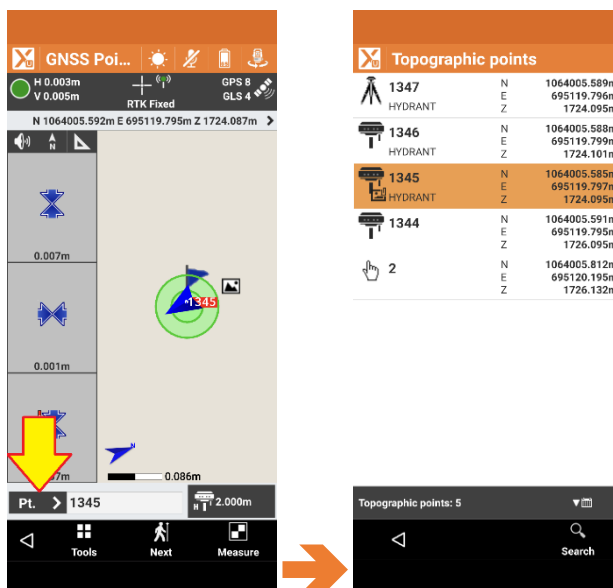 GNSS Poi...
H 0.003m
V 0.005m
RTK Fixed
GPS 8
GLS 4
N 1064005.592m E 695119.795m Z 1724.087m
N
0.007m
0.001m
7m
1345
N
0.086m
Pt. > 1345
H
2.000m
Tools
Next
Measure
Topographic points
1347 N 1064005.589m
HYDRANT E 695119.796m
Z 1724.095m
1346 N 1064005.588m
HYDRANT E 695119.799m
Z 1724.101m
1345 N 1064005.585m
HYDRANT E 695119.797m
Z 1724.095m
1344 N 1064005.591m
E 695119.795m
Z 1726.095m
2 N 1064005.812m
E 695120.195m
Z 1726.132m
Topographic points: 5
Search